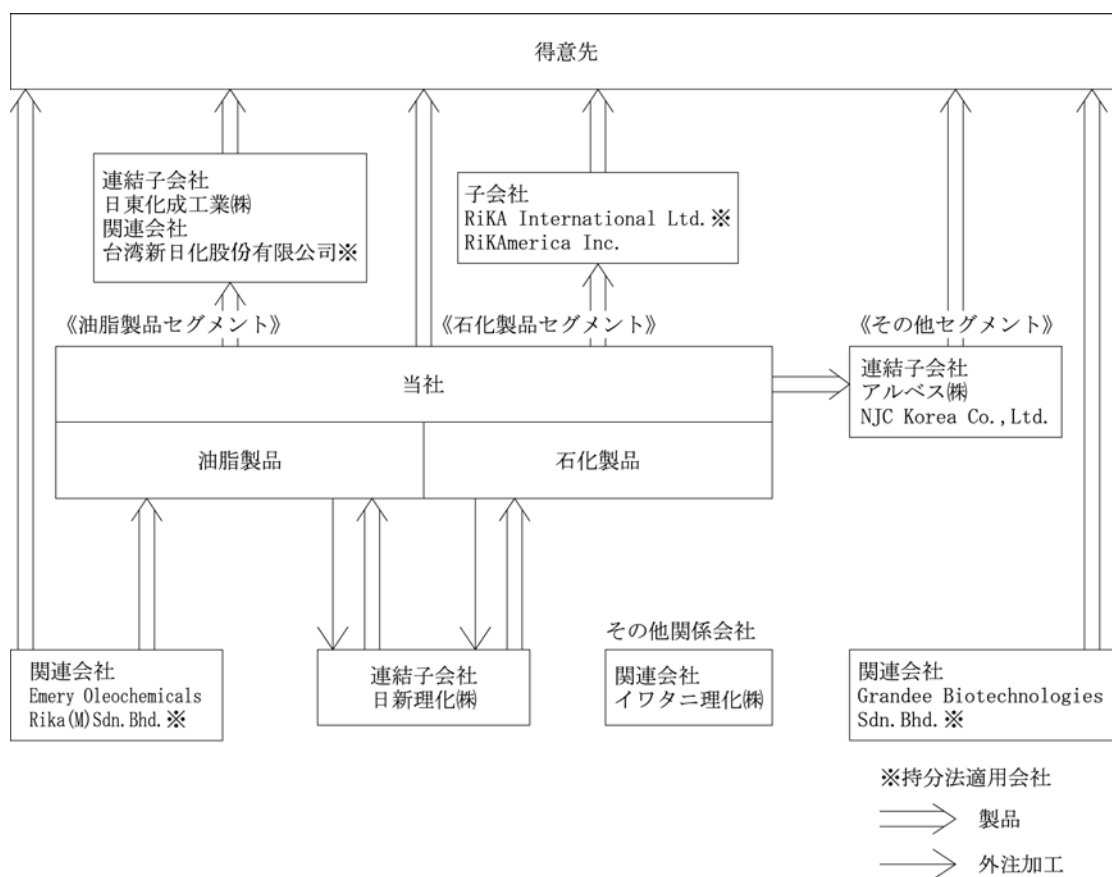 得意先
連結子会社
日東化成工業㈱
関連会社
台湾新日化股份有限公司※
子会社
RiKA International Ltd.※
RiKAmerica Inc.
《油脂製品セグメント》
《石化製品セグメント》
《その他セグメント》
当社
連結子会社
アルベス㈱
NJC Korea Co.,Ltd.
油脂製品
石化製品
関連会社
Emery Oleochemicals
Rika(M)Sdn.Bhd.※
連結子会社
日新理化㈱
その他関係会社
関連会社
イワタニ理化㈱
関連会社
Grandee Biotechnologies
Sdn.Bhd.※
※持分法適用会社
製品
外注加工